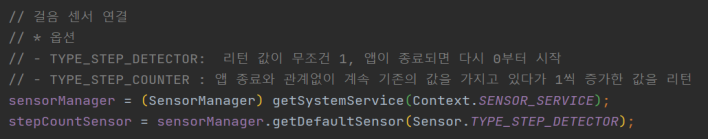 // 걸음 센서 연결
// * 옵션
// - TYPE_STEP_DETECTOR:  리턴 값이 무조건 1, 앱이 종료되면 다시 0부터 시작
// - TYPE_STEP_COUNTER : 앱 종료와 관계없이 계속 기존의 값을 가지고 있다가 1씩 증가한 값을 리턴
sensorManager = (SensorManager) getSystemService(Context.SENSOR_SERVICE);
stepCountSensor = sensorManager.getDefaultSensor(Sensor.TYPE_STEP_DETECTOR);